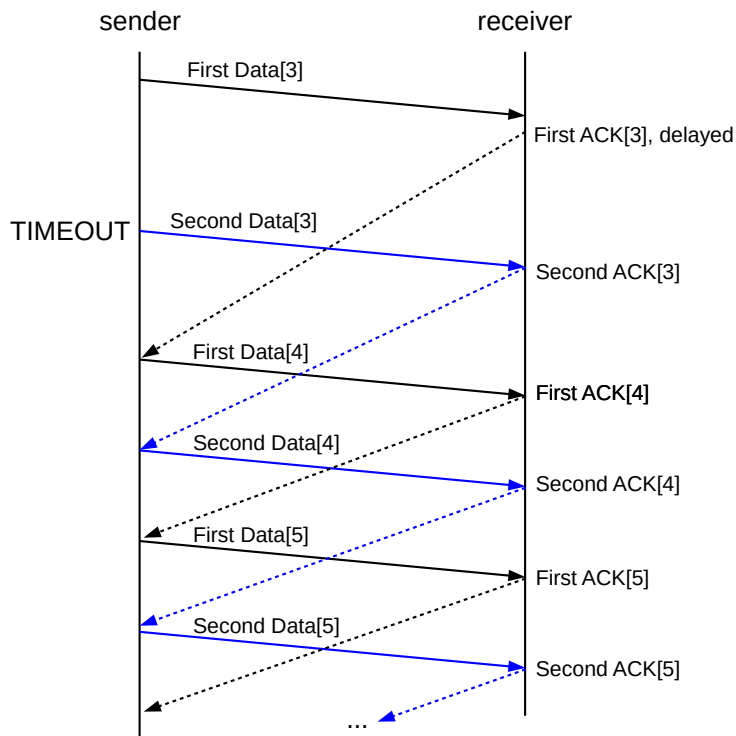 sender
receiver
First Data[3]
First ACK[3], delayed
Second Data[3]
TIMEOUT
Second ACK[3]
First Data[4]
First ACK[4]
Second Data[4]
Second ACK[4]
First Data[5]
First ACK[5]
Second Data[5]
Second ACK[5]
...